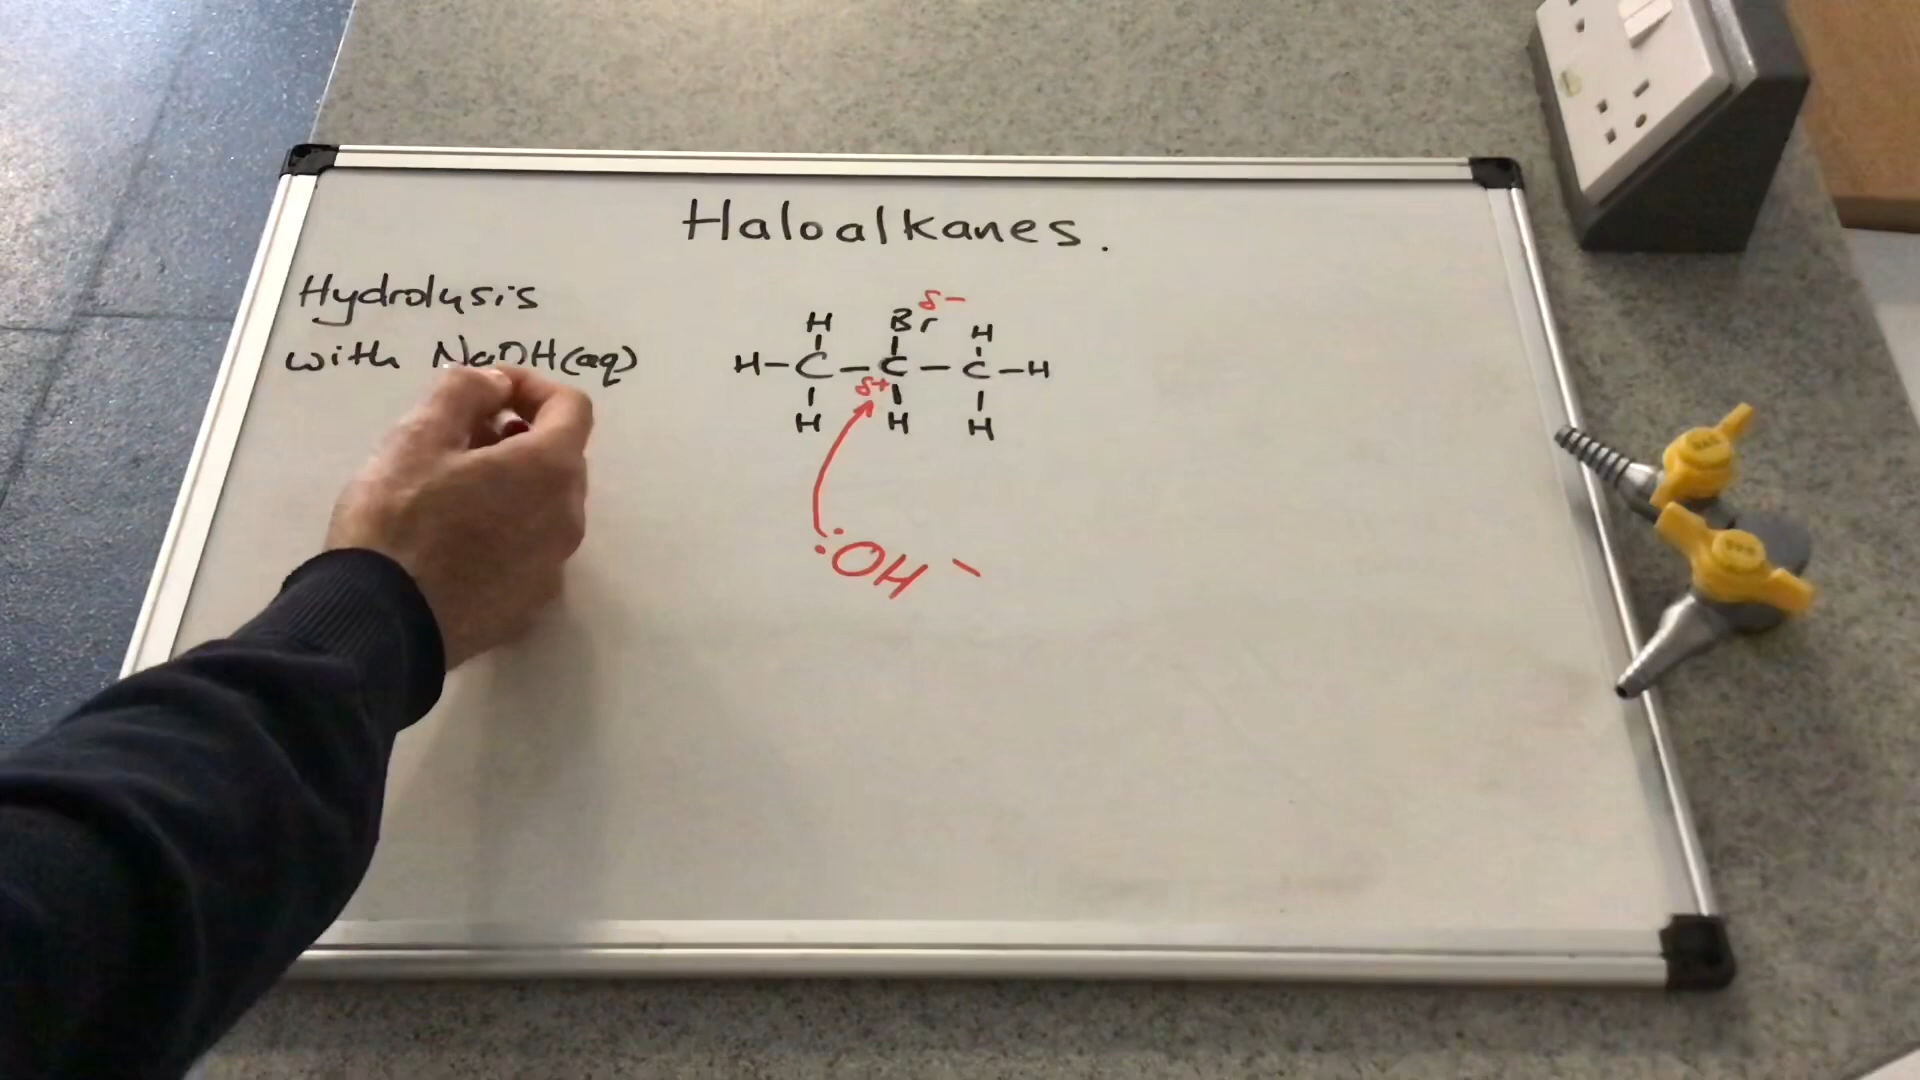 Haloalkanes.
Hydrolysis
with NaOH(aq)
δ-
H Br H
H-C-C-C-H
δ+
H H H
:OH -